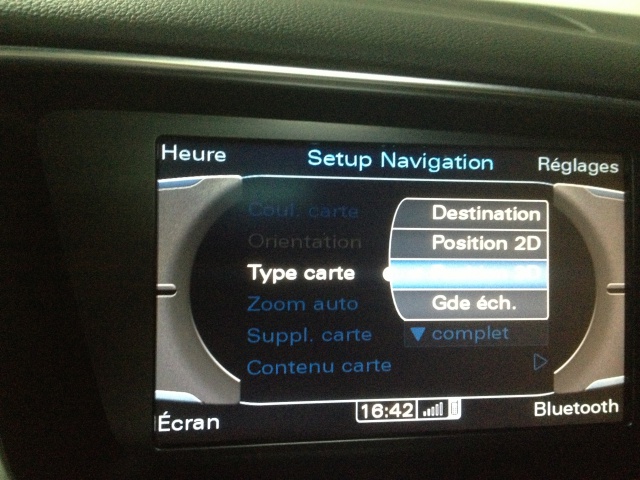 Heure Setup Navigation Réglages
Coul. carte Destination
Orientation Position 2D
Type carte
Zoom auto Gde éch.
Suppl. carte complet
Contenu carte
Écran 16:42 Bluetooth